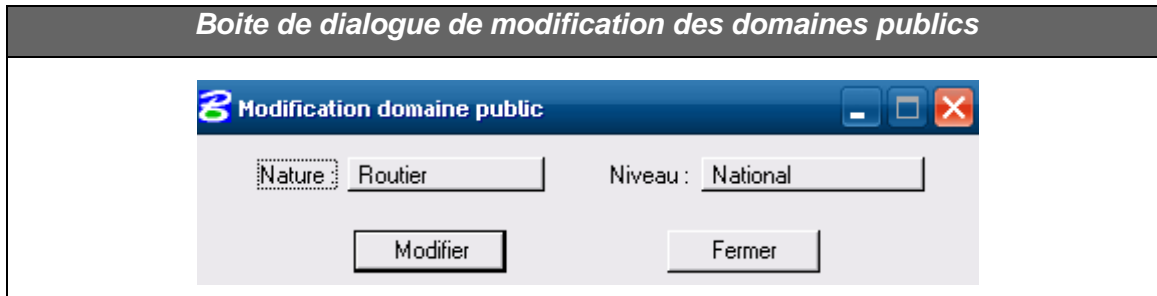 Boite de dialogue de modification des domaines publics
Modification domaine public
Nature : Routier Niveau : National
Modifier Fermer